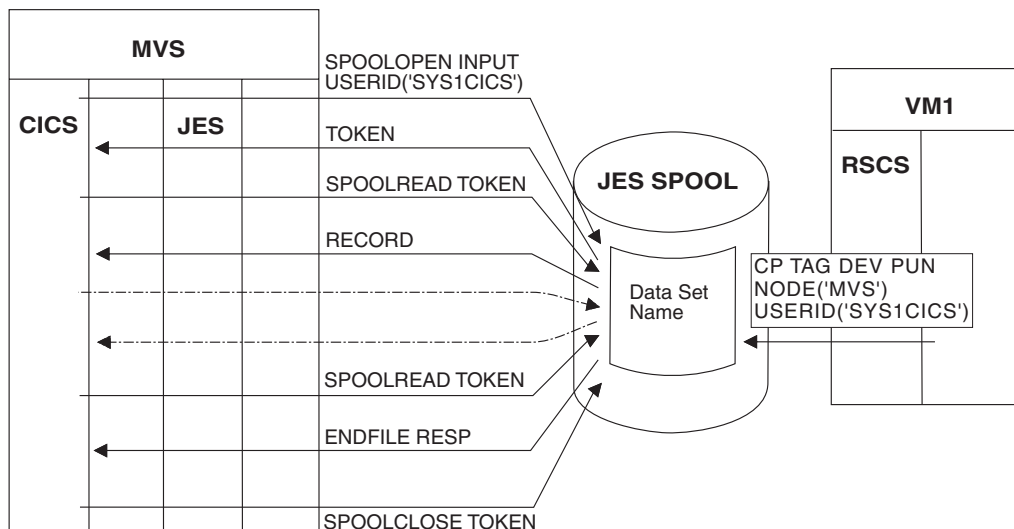 MVS
CICS
JES
SPOOLOPEN INPUT
USERID('SYS1CICS')
TOKEN
SPOOLREAD TOKEN
RECORD
SPOOLREAD TOKEN
ENDFILE RESP
SPOOLCLOSE TOKEN
JES SPOOL
Data Set
Name
VM1
RSCS
CP TAG DEV PUN
NODE('MVS')
USERID('SYS1CICS')